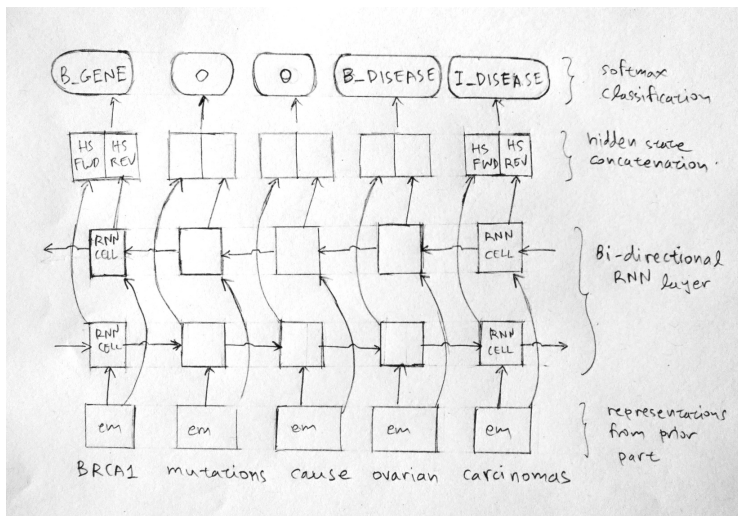 B_GENE
O
O
B_DISEASE
I_DISEASE
softmax
classification
HS
FWD
HS
REV
HS
FWD
HS
REV
hidden state
concatenation.
RNN
CELL
RNN
CELL
Bi-directional
RNN layer
RNN
CELL
RNN
CELL
em
em
em
em
em
representations
from prior
part
BRCA1 mutations cause ovarian carcinomas